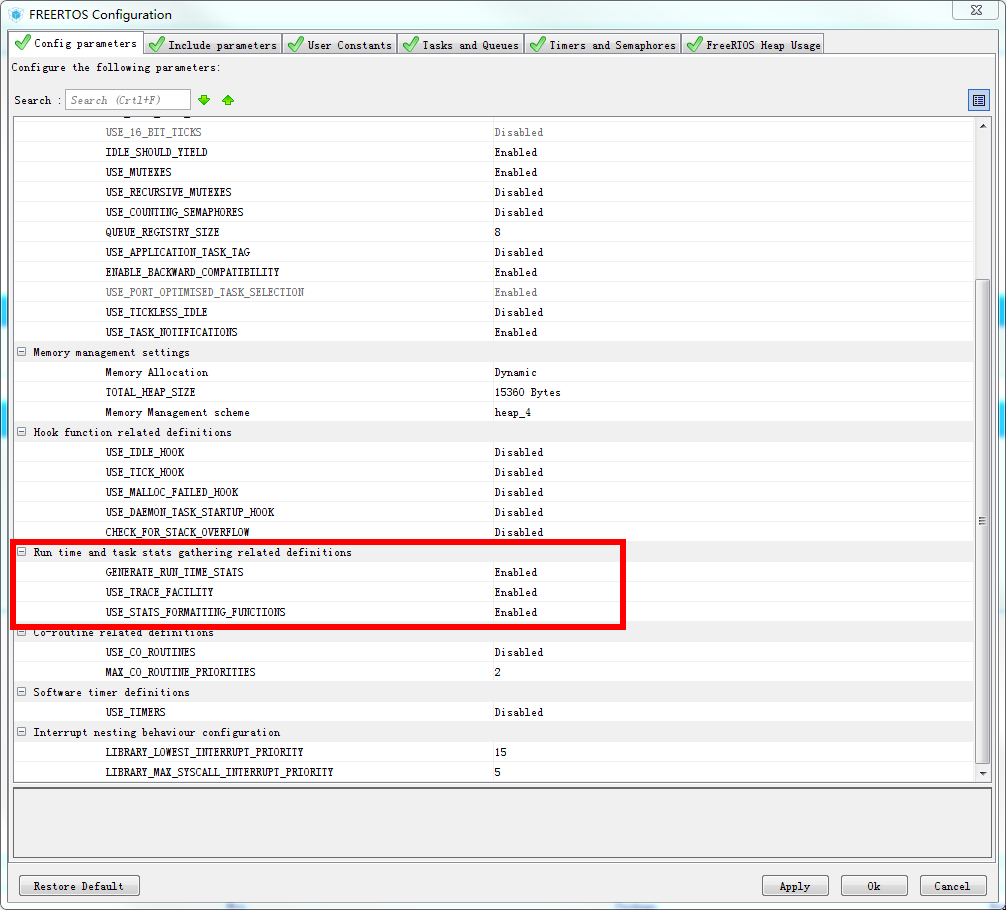 FREERTOS Configuration
Config parameters Include parameters User Constants Tasks and Queues Timers and Semaphores FreeRTOS Heap Usage
Configure the following parameters:
Search : Search (Crtl+F)
USE_16_BIT_TICKS Disabled
IDLE_SHOULD_YIELD Enabled
USE_MUTEXES Enabled
USE_RECURSIVE_MUTEXES Disabled
USE_COUNTING_SEMAPHORES Disabled
QUEUE_REGISTRY_SIZE 8
USE_APPLICATION_TASK_TAG Disabled
ENABLE_BACKWARD_COMPATIBILITY Enabled
USE_PORT_OPTIMISED_TASK_SELECTION Enabled
USE_TICKLESS_IDLE Disabled
USE_TASK_NOTIFICATIONS Enabled
Memory management settings
Memory Allocation Dynamic
TOTAL_HEAP_SIZE 15360 Bytes
Memory Management scheme heap_4
Hook function related definitions
USE_IDLE_HOOK Disabled
USE_TICK_HOOK Disabled
USE_MALLOC_FAILED_HOOK Disabled
USE_DAEMON_TASK_STARTUP_HOOK Disabled
CHECK_FOR_STACK_OVERFLOW Disabled
Run time and task stats gathering related definitions
GENERATE_RUN_TIME_STATS Enabled
USE_TRACE_FACILITY Enabled
USE_STATS_FORMATTING_FUNCTIONS Enabled
Co-routine related definitions
USE_CO_ROUTINES Disabled
MAX_CO_ROUTINE_PRIORITIES 2
Software timer definitions
USE_TIMERS Disabled
Interrupt nesting behaviour configuration
LIBRARY_LOWEST_INTERRUPT_PRIORITY 15
LIBRARY_MAX_SYSCALL_INTERRUPT_PRIORITY 5
Restore Default Apply Ok Cancel